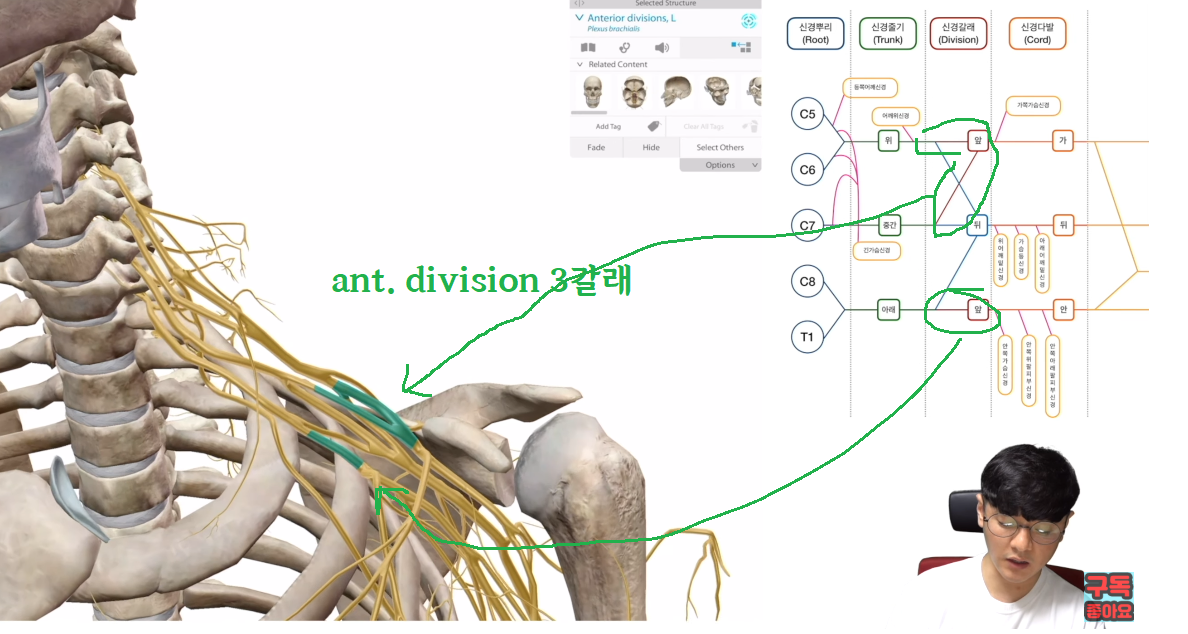 Selected Structure
Anterior divisions, L
Plexus brachialis
Related Content
Add Tag
Clear All Tags
Fade
Hide
Select Others
Options
신경뿌리
(Root)
신경줄기
(Trunk)
신경갈래
(Division)
신경다발
(Cord)
등쪽어깨신경
어깨위신경
가쪽가슴신경
C5
C6
C7
C8
T1
위
앞
가
중간
뒤
뒤
긴가슴신경
위어깨밑신경
가슴등신경
아래어깨밑신경
아래
앞
안
안쪽가슴신경
안쪽위팔피부신경
안쪽아래팔피부신경
ant. division 3갈래
구독
좋아요